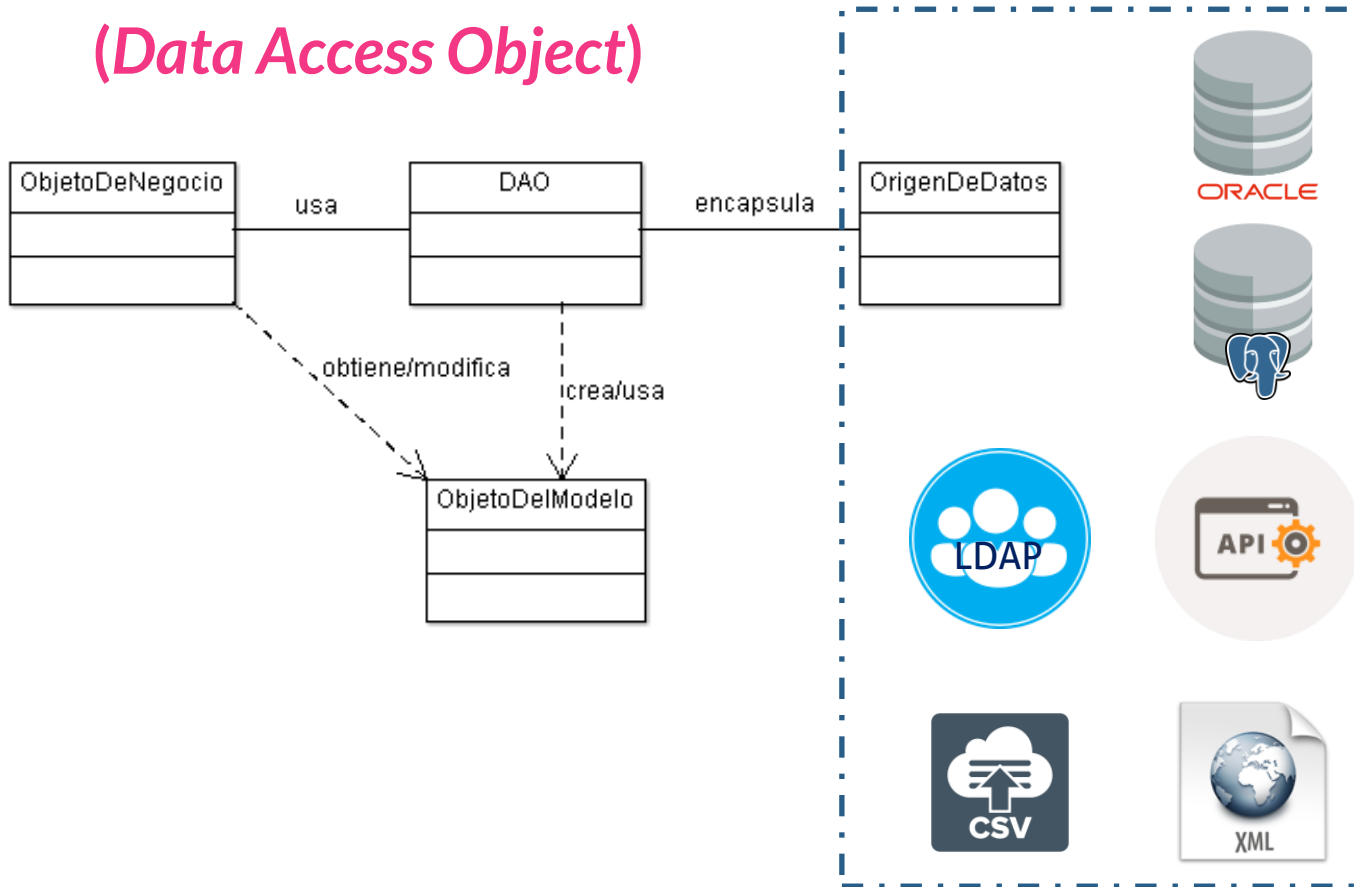 (Data Access Object)
ObjetoDeNegocio
usa
DAO
encapsula
OrigenDeDatos
ORACLE
obtiene/modifica
crea/usa
ObjetoDelModelo
LDAP
API
CSV
XML